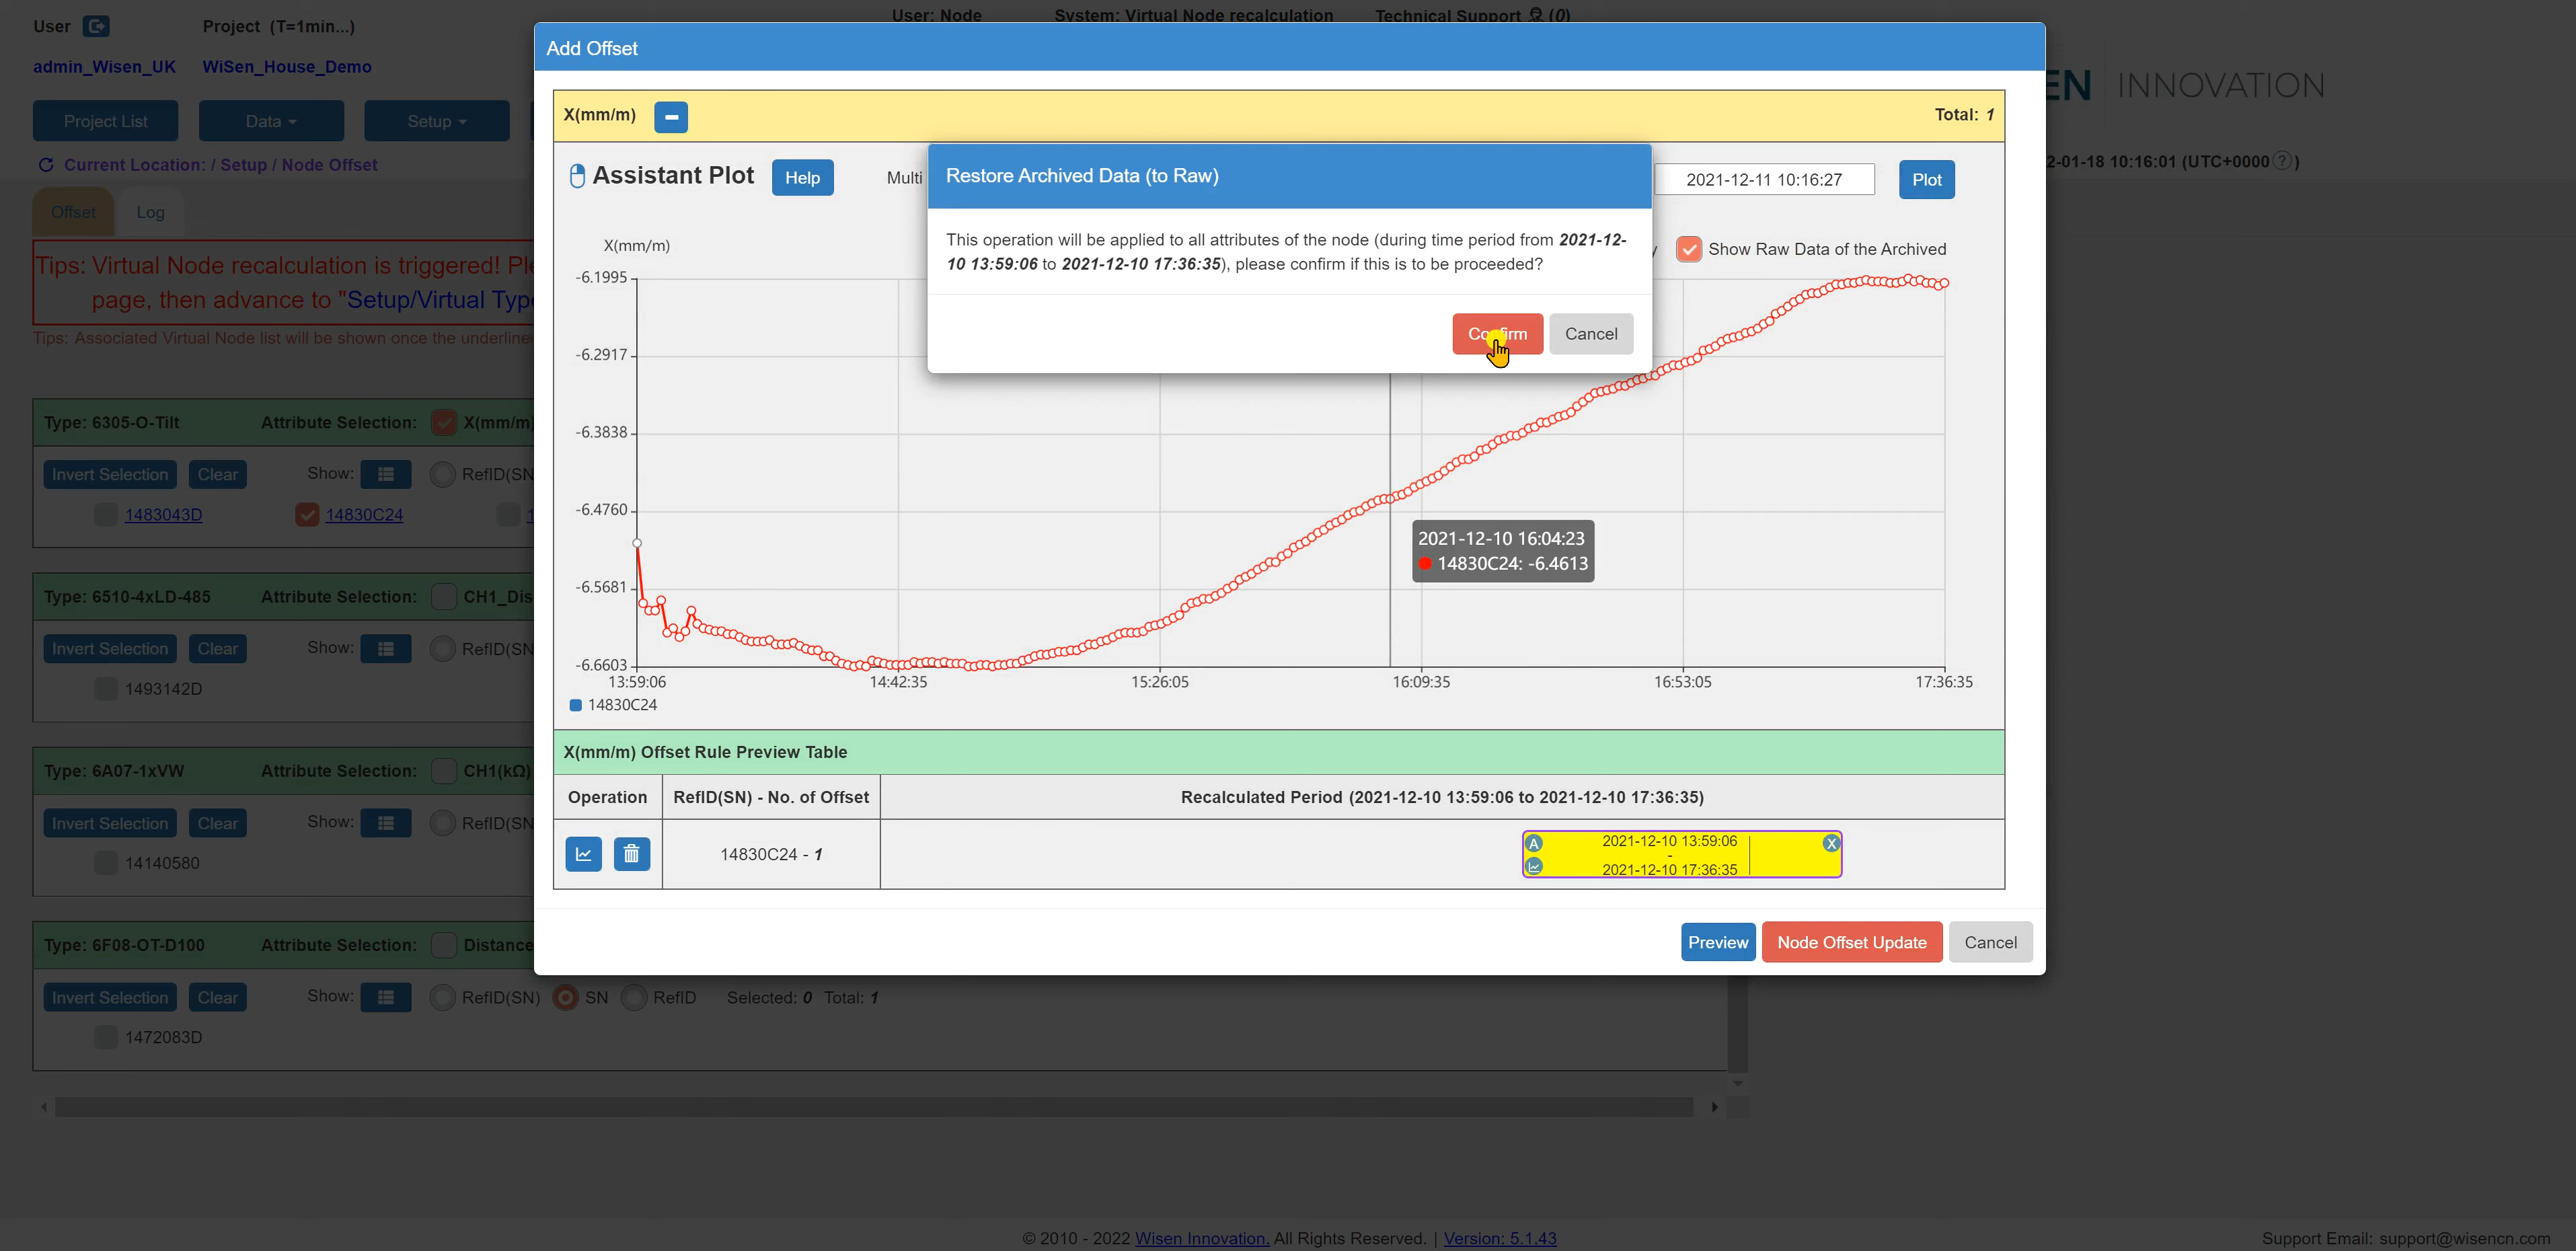 User
Project (T=1min...)
User: Node
System: Virtual Node recalculation
Technical Support (0)
admin_Wisen_UK
WiSen_House_Demo
EN INNOVATION
Project List
Data
Setup
Current Location: / Setup / Node Offset
2-01-18 10:16:01 (UTC+0000 ?)
Offset
Log
Tips: Virtual Node recalculation is triggered!
page, then advance to "Setup/Virtual
Tips: Associated Virtual Node list will be shown once the
Type: 6305-O-Tilt
Attribute Selection:
X(mm/m)
Invert Selection
Clear
Show:
RefID(SN
1483043D
14830C24
Type: 6510-4xLD-485
Attribute Selection:
CH1_Dis
Invert Selection
Clear
Show:
RefID(SN
1493142D
Type: 6A07-1xVW
Attribute Selection:
CH1(kΩ)
Invert Selection
Clear
Show:
RefID(SN
14140580
Type: 6F08-OT-D100
Attribute Selection:
Distance
Invert Selection
Clear
Show:
RefID(SN)
SN
RefID
Selected: 0 Total: 1
1472083D
Add Offset
X(mm/m)
Total: 1
Assistant Plot
Help
Multi
2021-12-11 10:16:27
Plot
Show Raw Data of the Archived
Restore Archived Data (to Raw)
This operation will be applied to all attributes of the node (during time period from 2021-12-
10 13:59:06 to 2021-12-10 17:36:35), please confirm if this is to be proceeded?
Confirm
Cancel
X(mm/m)
-6.1995
-6.2917
-6.3838
-6.4760
-6.5681
-6.6603
13:59:06
14:42:35
15:26:05
16:09:35
16:53:05
17:36:35
2021-12-10 16:04:23
14830C24: -6.4613
14830C24
X(mm/m) Offset Rule Preview Table
Operation
RefID(SN) - No. of Offset
Recalculated Period (2021-12-10 13:59:06 to 2021-12-10 17:36:35)
14830C24 - 1
A
2021-12-10 13:59:06
-
2021-12-10 17:36:35
X
Preview
Node Offset Update
Cancel
© 2010 - 2022 Wisen Innovation. All Rights Reserved. | Version: 5.1.43
Support Email: support@wisencn.com